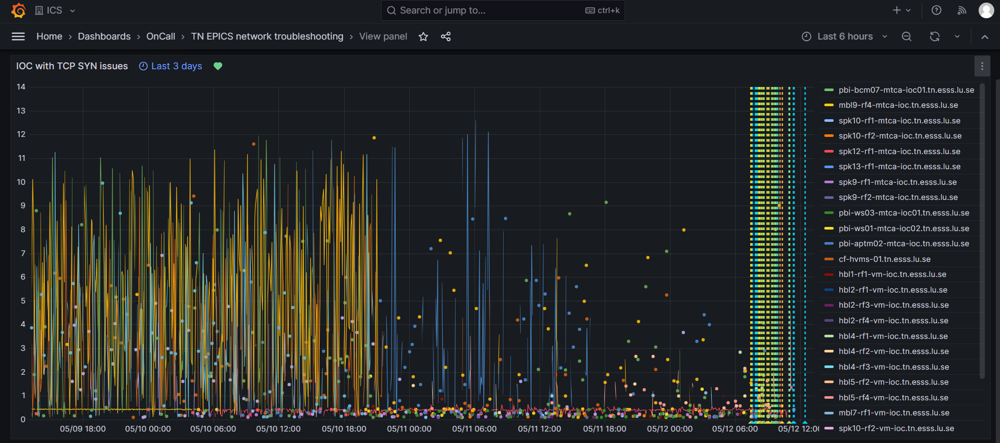 ICS
Search or jump to...
ctrl+k
Home › Dashboards › OnCall › TN EPICS network troubleshooting › View panel
Last 6 hours
IOC with TCP SYN issues
Last 3 days
14
13
12
11
10
9
8
7
6
5
4
3
2
1
0
05/09 18:00
05/10 00:00
05/10 06:00
05/10 12:00
05/10 18:00
05/11 00:00
05/11 06:00
05/11 12:00
05/11 18:00
05/12 00:00
05/12 06:00
05/12 12:0
pbi-bcm07-mtca-ioc01.tn.esss.lu.se
mbl9-rf4-mtca-ioc.tn.esss.lu.se
spk10-rf1-mtca-ioc.tn.esss.lu.se
spk10-rf2-mtca-ioc.tn.esss.lu.se
spk12-rf1-mtca-ioc.tn.esss.lu.se
spk13-rf1-mtca-ioc.tn.esss.lu.se
spk9-rf1-mtca-ioc.tn.esss.lu.se
spk9-rf2-mtca-ioc.tn.esss.lu.se
pbi-ws03-mtca-ioc01.tn.esss.lu.se
pbi-ws01-mtca-ioc02.tn.esss.lu.se
pbi-aptm02-mtca-ioc.tn.esss.lu.se
cf-hvms-01.tn.esss.lu.se
hbl1-rf1-vm-ioc.tn.esss.lu.se
hbl2-rf1-vm-ioc.tn.esss.lu.se
hbl2-rf3-vm-ioc.tn.esss.lu.se
hbl2-rf4-vm-ioc.tn.esss.lu.se
hbl4-rf1-vm-ioc.tn.esss.lu.se
hbl4-rf2-vm-ioc.tn.esss.lu.se
hbl4-rf3-vm-ioc.tn.esss.lu.se
hbl5-rf2-vm-ioc.tn.esss.lu.se
hbl5-rf4-vm-ioc.tn.esss.lu.se
mbl7-rf1-vm-ioc.tn.esss.lu.se
spk10-rf2-vm-ioc.tn.esss.lu.se